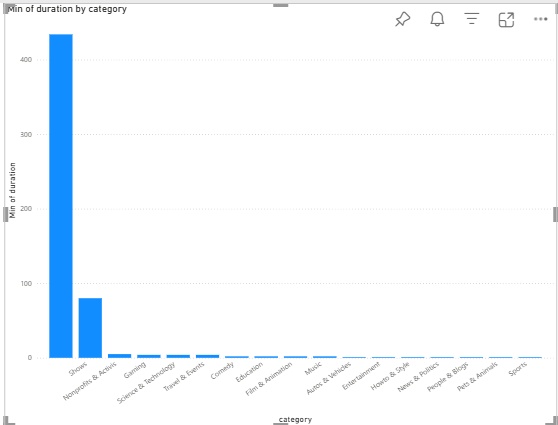 Min of duration by category
Min of duration
400
300
200
100
0
Shows
Nonprofits & Activis
Gaming
Science & Technology
Travel & Events
Comedy
Education
Film & Animation
Music
Autos & Vehicles
Entertainment
Howto & Style
News & Politics
People & Blogs
Pets & Animals
Sports
category